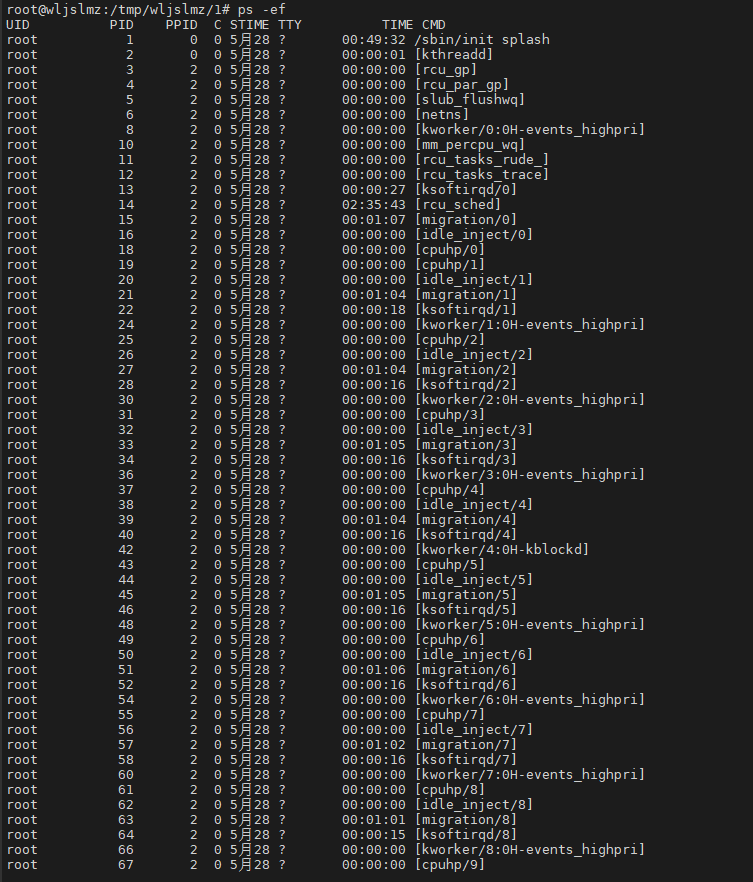 root@wljslmz:/tmp/wljslmz/1# ps -ef
UID          PID    PPID  C STIME TTY          TIME CMD
root           1       0  0 5月28 ?       00:49:32 /sbin/init splash
root           2       0  0 5月28 ?       00:00:01 [kthreadd]
root           3       2  0 5月28 ?       00:00:00 [rcu_gp]
root           4       2  0 5月28 ?       00:00:00 [rcu_par_gp]
root           5       2  0 5月28 ?       00:00:00 [slub_flushwq]
root           6       2  0 5月28 ?       00:00:00 [netns]
root           8       2  0 5月28 ?       00:00:00 [kworker/0:0H-events_highpri]
root          10       2  0 5月28 ?       00:00:00 [mm_percpu_wq]
root          11       2  0 5月28 ?       00:00:00 [rcu_tasks_rude_]
root          12       2  0 5月28 ?       00:00:00 [rcu_tasks_trace]
root          13       2  0 5月28 ?       00:00:27 [ksoftirqd/0]
root          14       2  0 5月28 ?       02:35:43 [rcu_sched]
root          15       2  0 5月28 ?       00:01:07 [migration/0]
root          16       2  0 5月28 ?       00:00:00 [idle_inject/0]
root          18       2  0 5月28 ?       00:00:00 [cpuhp/0]
root          19       2  0 5月28 ?       00:00:00 [cpuhp/1]
root          20       2  0 5月28 ?       00:00:00 [idle_inject/1]
root          21       2  0 5月28 ?       00:01:04 [migration/1]
root          22       2  0 5月28 ?       00:00:18 [ksoftirqd/1]
root          24       2  0 5月28 ?       00:00:00 [kworker/1:0H-events_highpri]
root          25       2  0 5月28 ?       00:00:00 [cpuhp/2]
root          26       2  0 5月28 ?       00:00:00 [idle_inject/2]
root          27       2  0 5月28 ?       00:01:04 [migration/2]
root          28       2  0 5月28 ?       00:00:16 [ksoftirqd/2]
root          30       2  0 5月28 ?       00:00:00 [kworker/2:0H-events_highpri]
root          31       2  0 5月28 ?       00:00:00 [cpuhp/3]
root          32       2  0 5月28 ?       00:00:00 [idle_inject/3]
root          33       2  0 5月28 ?       00:01:05 [migration/3]
root          34       2  0 5月28 ?       00:00:16 [ksoftirqd/3]
root          36       2  0 5月28 ?       00:00:00 [kworker/3:0H-events_highpri]
root          37       2  0 5月28 ?       00:00:00 [cpuhp/4]
root          38       2  0 5月28 ?       00:00:00 [idle_inject/4]
root          39       2  0 5月28 ?       00:01:04 [migration/4]
root          40       2  0 5月28 ?       00:00:16 [ksoftirqd/4]
root          42       2  0 5月28 ?       00:00:00 [kworker/4:0H-kblockd]
root          43       2  0 5月28 ?       00:00:00 [cpuhp/5]
root          44       2  0 5月28 ?       00:00:00 [idle_inject/5]
root          45       2  0 5月28 ?       00:01:05 [migration/5]
root          46       2  0 5月28 ?       00:00:16 [ksoftirqd/5]
root          48       2  0 5月28 ?       00:00:00 [kworker/5:0H-events_highpri]
root          49       2  0 5月28 ?       00:00:00 [cpuhp/6]
root          50       2  0 5月28 ?       00:00:00 [idle_inject/6]
root          51       2  0 5月28 ?       00:01:06 [migration/6]
root          52       2  0 5月28 ?       00:00:16 [ksoftirqd/6]
root          54       2  0 5月28 ?       00:00:00 [kworker/6:0H-events_highpri]
root          55       2  0 5月28 ?       00:00:00 [cpuhp/7]
root          56       2  0 5月28 ?       00:00:00 [idle_inject/7]
root          57       2  0 5月28 ?       00:01:02 [migration/7]
root          58       2  0 5月28 ?       00:00:16 [ksoftirqd/7]
root          60       2  0 5月28 ?       00:00:00 [kworker/7:0H-events_highpri]
root          61       2  0 5月28 ?       00:00:00 [cpuhp/8]
root          62       2  0 5月28 ?       00:00:00 [idle_inject/8]
root          63       2  0 5月28 ?       00:01:01 [migration/8]
root          64       2  0 5月28 ?       00:00:15 [ksoftirqd/8]
root          66       2  0 5月28 ?       00:00:00 [kworker/8:0H-events_highpri]
root          67       2  0 5月28 ?       00:00:00 [cpuhp/9]